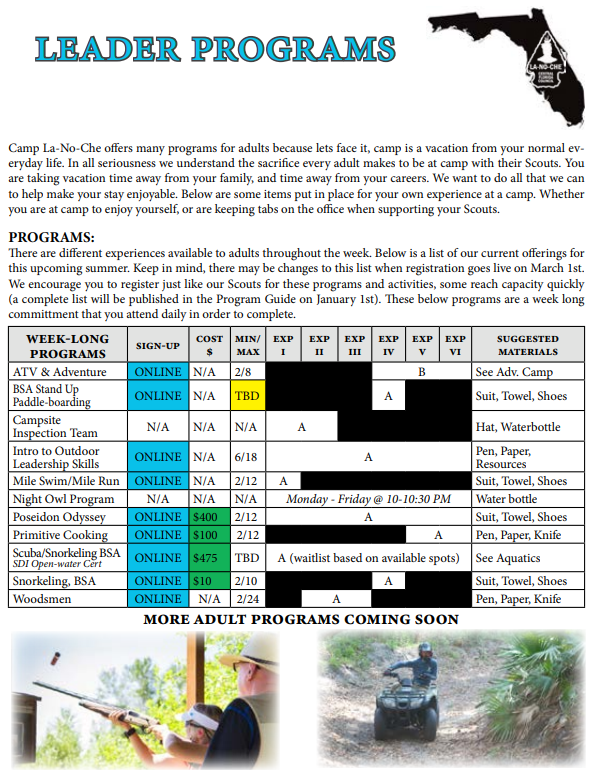 LEADER PROGRAMS
LA-NO-CHE
CENTRAL FLORIDA
COUNCIL
Camp La-No-Che offers many programs for adults because lets face it, camp is a vacation from your normal ev-
eryday life. In all seriousness we understand the sacrifice every adult makes to be at camp with their Scouts. You
are taking vacation time away from your family, and time away from your careers. We want to do all that we can
to help make your stay enjoyable. Below are some items put in place for your own experience at a camp. Whether
you are at camp to enjoy yourself, or are keeping tabs on the office when supporting your Scouts.
PROGRAMS:
There are different experiences available to adults throughout the week. Below is a list of our current offerings for
this upcoming summer. Keep in mind, there may be changes to this list when registration goes live on March 1st.
We encourage you to register just like our Scouts for these programs and activities, some reach capacity quickly
(a complete list will be published in the Program Guide on January 1st). These below programs are a week long
committment that you attend daily in order to complete.
WEEK-LONG PROGRAMS SIGN-UP COST $ MIN/ MAX EXP I EXP II EXP III EXP IV EXP V EXP VI SUGGESTED MATERIALS
ATV & Adventure ONLINE N/A 2/8 B See Adv. Camp
BSA Stand Up Paddle-boarding ONLINE N/A TBD A Suit, Towel, Shoes
Campsite Inspection Team N/A N/A N/A A Hat, Waterbottle
Intro to Outdoor Leadership Skills ONLINE N/A 6/18 A Pen, Paper, Resources
Mile Swim/Mile Run ONLINE N/A 2/12 A Suit, Towel, Shoes
Night Owl Program N/A N/A N/A Monday - Friday @ 10-10:30 PM Water bottle
Poseidon Odyssey ONLINE $400 2/12 A Suit, Towel, Shoes
Primitive Cooking ONLINE $100 2/12 A Pen, Paper, Knife
Scuba/Snorkeling BSA SDI Open-water Cert ONLINE $475 TBD A (waitlist based on available spots) See Aquatics
Snorkeling, BSA ONLINE $10 2/10 A Suit, Towel, Shoes
Woodsmen ONLINE N/A 2/24 A Pen, Paper, Knife
MORE ADULT PROGRAMS COMING SOON